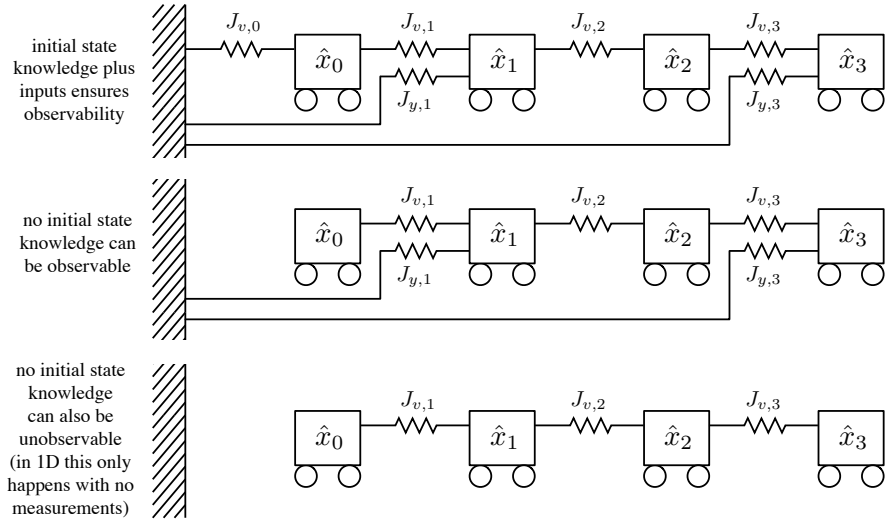 initial state
knowledge plus
inputs ensures
observability
J_{v,0} J_{v,1} J_{v,2} J_{v,3}
x̂_0 x̂_1 x̂_2 x̂_3
J_{y,1} J_{y,3}
no initial state
knowledge can
be observable
J_{v,1} J_{v,2} J_{v,3}
x̂_0 x̂_1 x̂_2 x̂_3
J_{y,1} J_{y,3}
no initial state
knowledge
can also be
unobservable
(in 1D this only
happens with no
measurements)
J_{v,1} J_{v,2} J_{v,3}
x̂_0 x̂_1 x̂_2 x̂_3